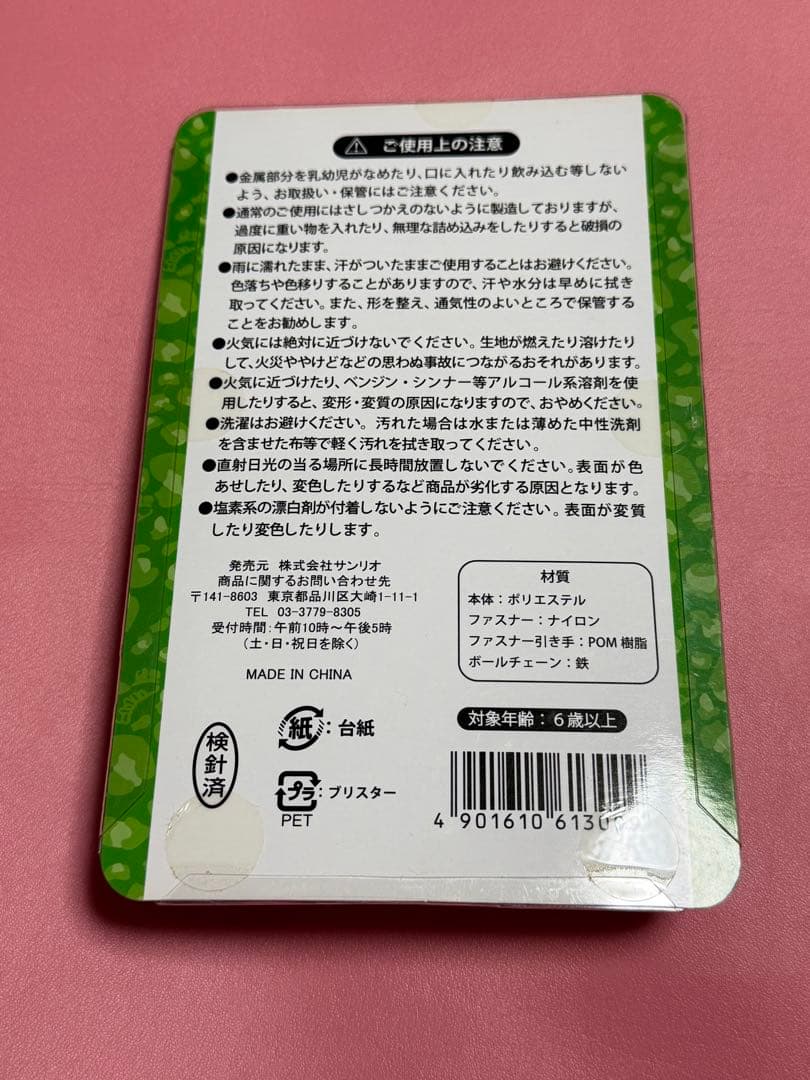 ご使用上の注意
●金属部分を乳幼児がなめたり、口に入れたり飲み込む等しない
よう、お取扱い・保管にはご注意ください。
●通常のご使用にはさしつかえのないように製造しておりますが、
過度に重い物を入れたり、無理な詰め込みをしたりすると破損の
原因になります。
●雨に濡れたまま、汗がついたままご使用することはお避けください。
色落ちや色移りすることがありますので、汗や水分は早めに拭き
取ってください。また、形を整え、通気性のよいところで保管する
ことをお勧めします。
●火気には絶対に近づけないでください。生地が燃えたり溶けたり
して、火災ややけどなどの思わぬ事故につながるおそれがあります。
●火気に近づけたり、ベンジン・シンナー等アルコール系溶剤を使
用したりすると、変形・変質の原因になりますので、おやめください。
●洗濯はお避けください。汚れた場合は水または薄めた中性洗剤
を含ませた布等で軽く汚れを拭き取ってください。
●直射日光の当る場所に長時間放置しないでください。表面が色
あせしたり、変色したりするなど商品が劣化する原因となります。
●塩素系の漂白剤が付着しないようにご注意ください。表面が変質
したり変色したりします。
発売元 株式会社サンリオ
商品に関するお問い合わせ先
〒141-8603 東京都品川区大崎1-11-1
TEL 03-3779-8305
受付時間：午前10時～午後5時
（土・日・祝日を除く）
MADE IN CHINA
材質
本体：ポリエステル
ファスナー：ナイロン
ファスナー引き手：POM 樹脂
ボールチェーン：鉄
対象年齢：6歳以上
検針済
紙：台紙
プラ：ブリスター
PET
4 901610 613